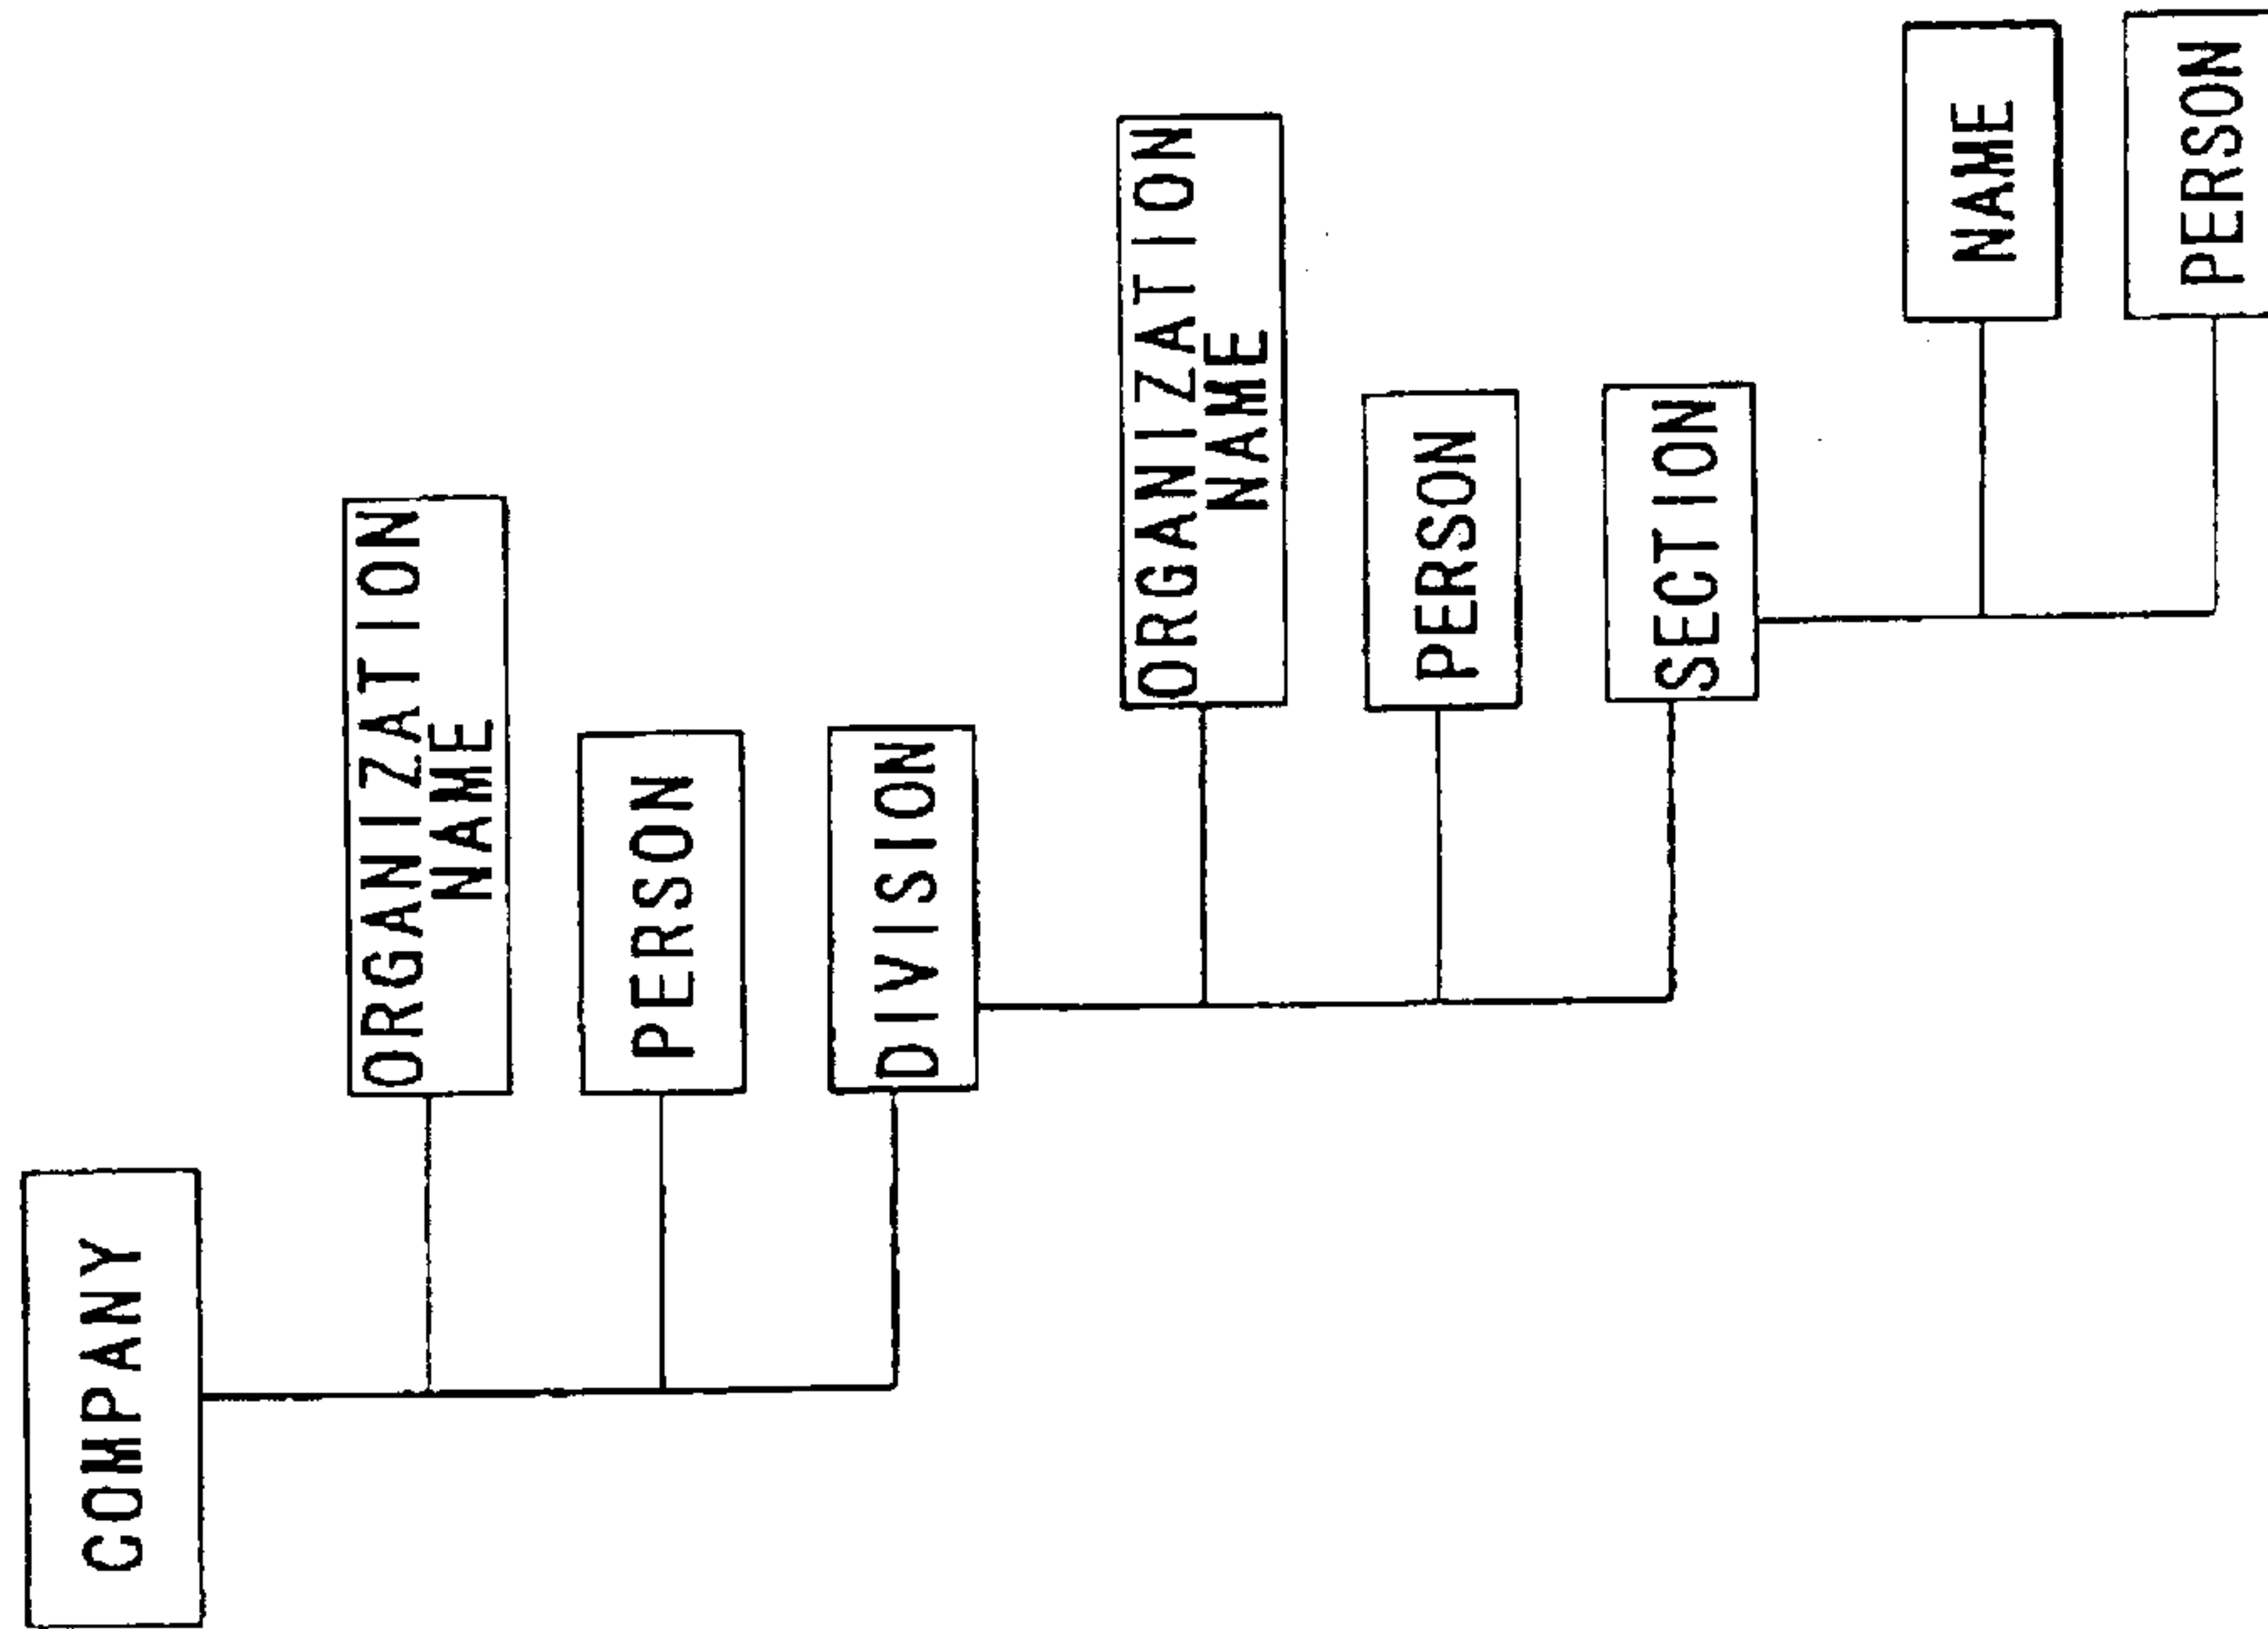 COMPANY
ORGANIZATION
NAME
PERSON
DIVISION
ORGANIZATION
NAME
PERSON
SECTION
NAME
PERSON